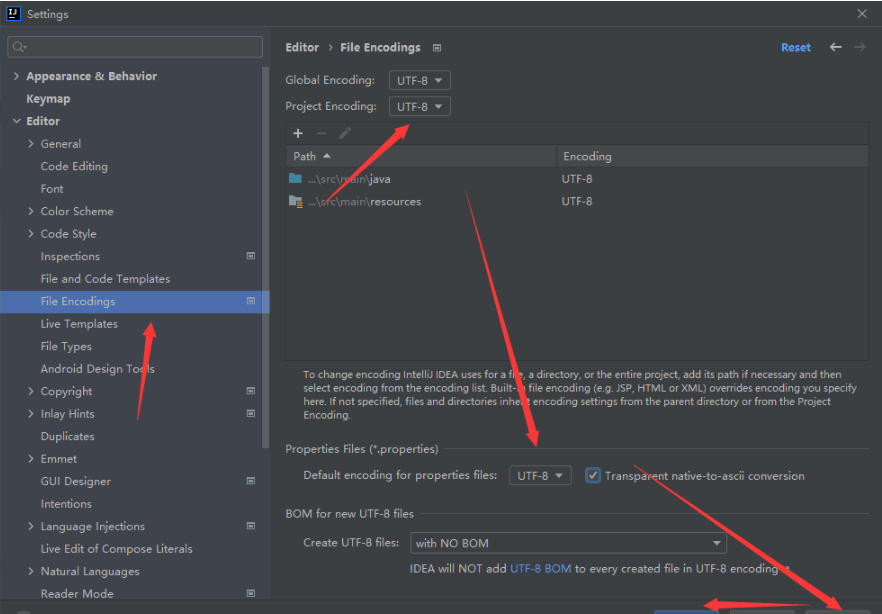 Settings
Appearance & Behavior
Keymap
Editor
General
Code Editing
Font
Color Scheme
Code Style
Inspections
File and Code Templates
File Encodings
Live Templates
File Types
Android Design Tools
Copyright
Inlay Hints
Duplicates
Emmet
GUI Designer
Intentions
Language Injections
Live Edit of Compose Literals
Natural Languages
Reader Mode
Editor › File Encodings
Reset
Global Encoding: UTF-8
Project Encoding: UTF-8
Path Encoding
...\src\main\java UTF-8
...\src\main\resources UTF-8
To change encoding IntelliJ IDEA uses for a file, a directory, or the entire project, add its path if necessary and then
select encoding from the encoding list. Built-in file encoding (e.g. JSP, HTML or XML) overrides encoding you specify
here. If not specified, files and directories inherit encoding settings from the parent directory or from the Project
Encoding.
Properties Files (*.properties)
Default encoding for properties files: UTF-8 Transparent native-to-ascii conversion
BOM for new UTF-8 files
Create UTF-8 files: with NO BOM
IDEA will NOT add UTF-8 BOM to every created file in UTF-8 encoding